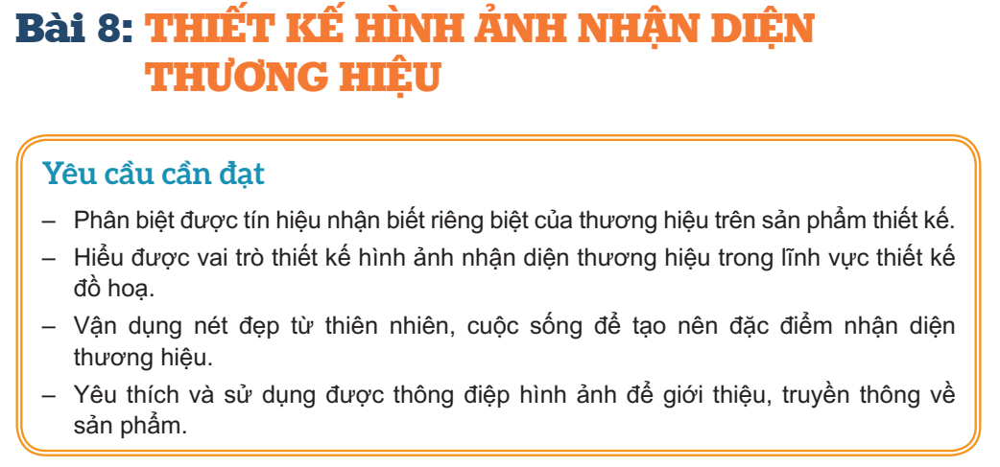 Bài 8: THIẾT KẾ HÌNH ẢNH NHẬN DIỆN
THƯƠNG HIỆU
Yêu cầu cần đạt
– Phân biệt được tín hiệu nhận biết riêng biệt của thương hiệu trên sản phẩm thiết kế.
– Hiểu được vai trò thiết kế hình ảnh nhận diện thương hiệu trong lĩnh vực thiết kế
đồ hoạ.
– Vận dụng nét đẹp từ thiên nhiên, cuộc sống để tạo nên đặc điểm nhận diện
thương hiệu.
– Yêu thích và sử dụng được thông điệp hình ảnh để giới thiệu, truyền thông về
sản phẩm.